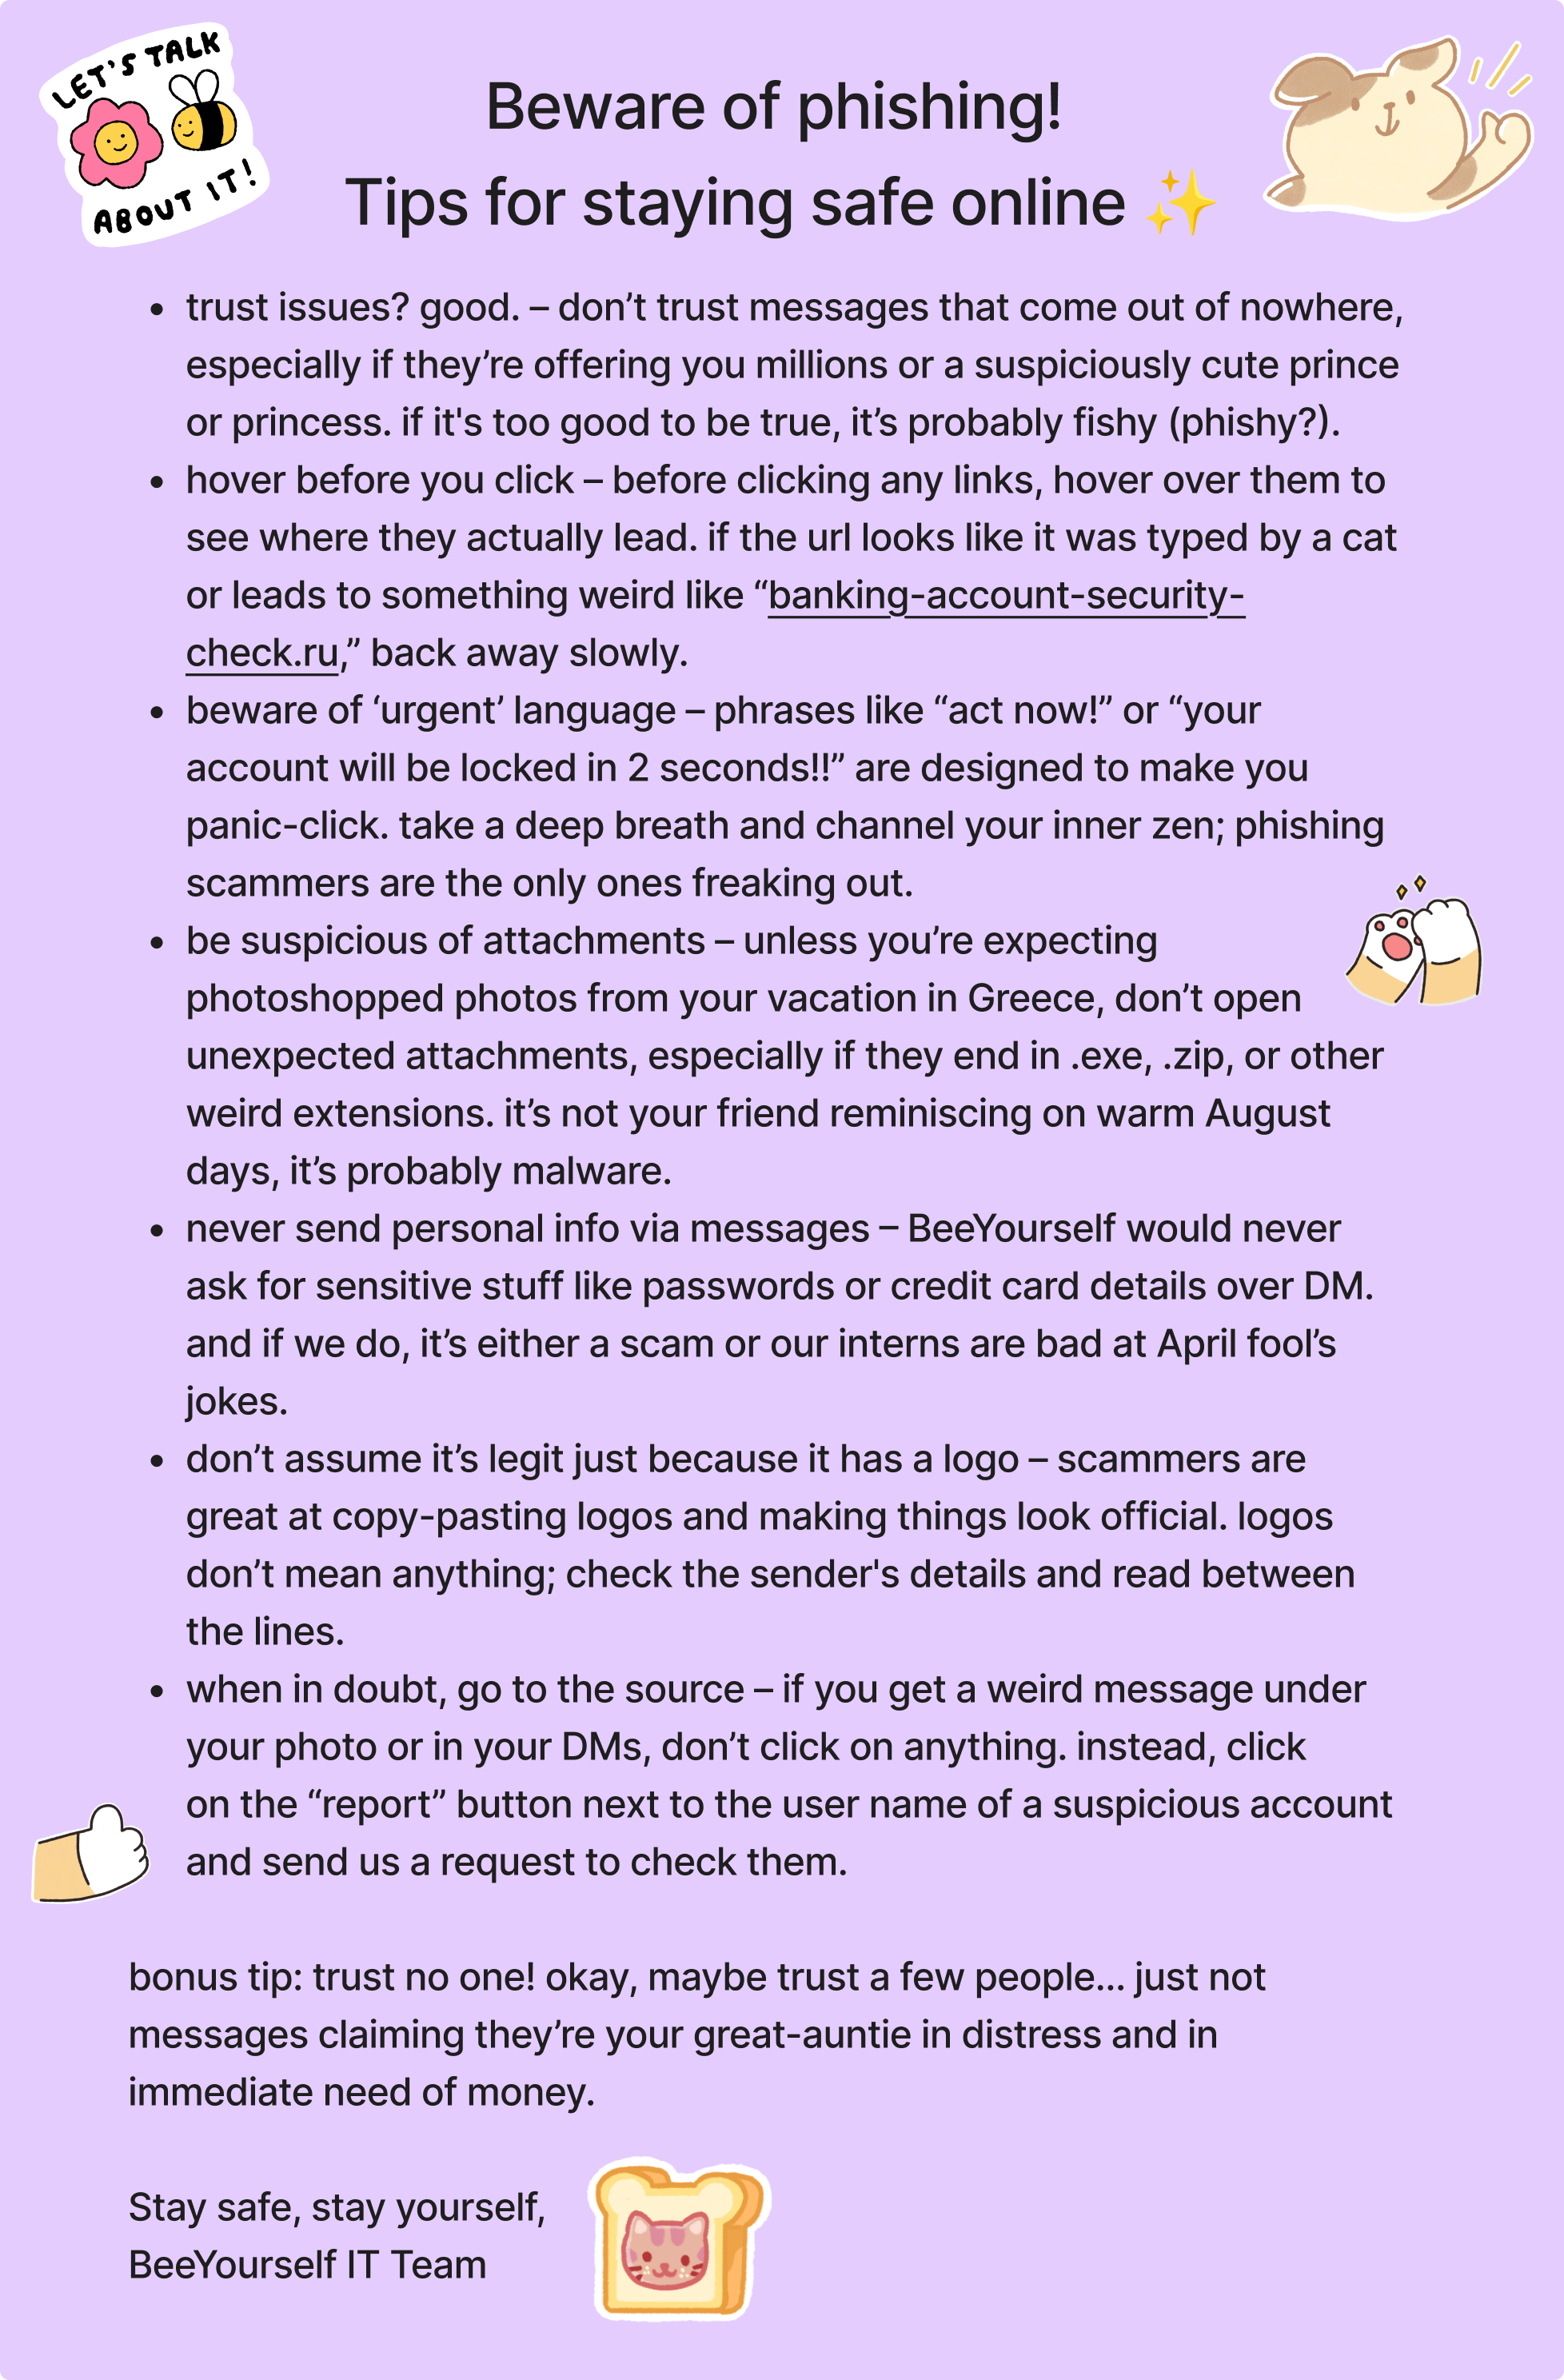 LET'S TALK
ABOUT IT!
Beware of phishing!
Tips for staying safe online ✨
• trust issues? good. – don’t trust messages that come out of nowhere,
especially if they’re offering you millions or a suspiciously cute prince
or princess. if it's too good to be true, it’s probably fishy (phishy?).
• hover before you click – before clicking any links, hover over them to
see where they actually lead. if the url looks like it was typed by a cat
or leads to something weird like “banking-account-security-
check.ru,” back away slowly.
• beware of ‘urgent’ language – phrases like “act now!” or “your
account will be locked in 2 seconds!!” are designed to make you
panic-click. take a deep breath and channel your inner zen; phishing
scammers are the only ones freaking out.
• be suspicious of attachments – unless you’re expecting
photoshopped photos from your vacation in Greece, don’t open
unexpected attachments, especially if they end in .exe, .zip, or other
weird extensions. it’s not your friend reminiscing on warm August
days, it’s probably malware.
• never send personal info via messages – BeeYourself would never
ask for sensitive stuff like passwords or credit card details over DM.
and if we do, it’s either a scam or our interns are bad at April fool’s
jokes.
• don’t assume it’s legit just because it has a logo – scammers are
great at copy-pasting logos and making things look official. logos
don’t mean anything; check the sender's details and read between
the lines.
• when in doubt, go to the source – if you get a weird message under
your photo or in your DMs, don’t click on anything. instead, click
on the “report” button next to the user name of a suspicious account
and send us a request to check them.
bonus tip: trust no one! okay, maybe trust a few people... just not
messages claiming they’re your great-auntie in distress and in
immediate need of money.
Stay safe, stay yourself,
BeeYourself IT Team